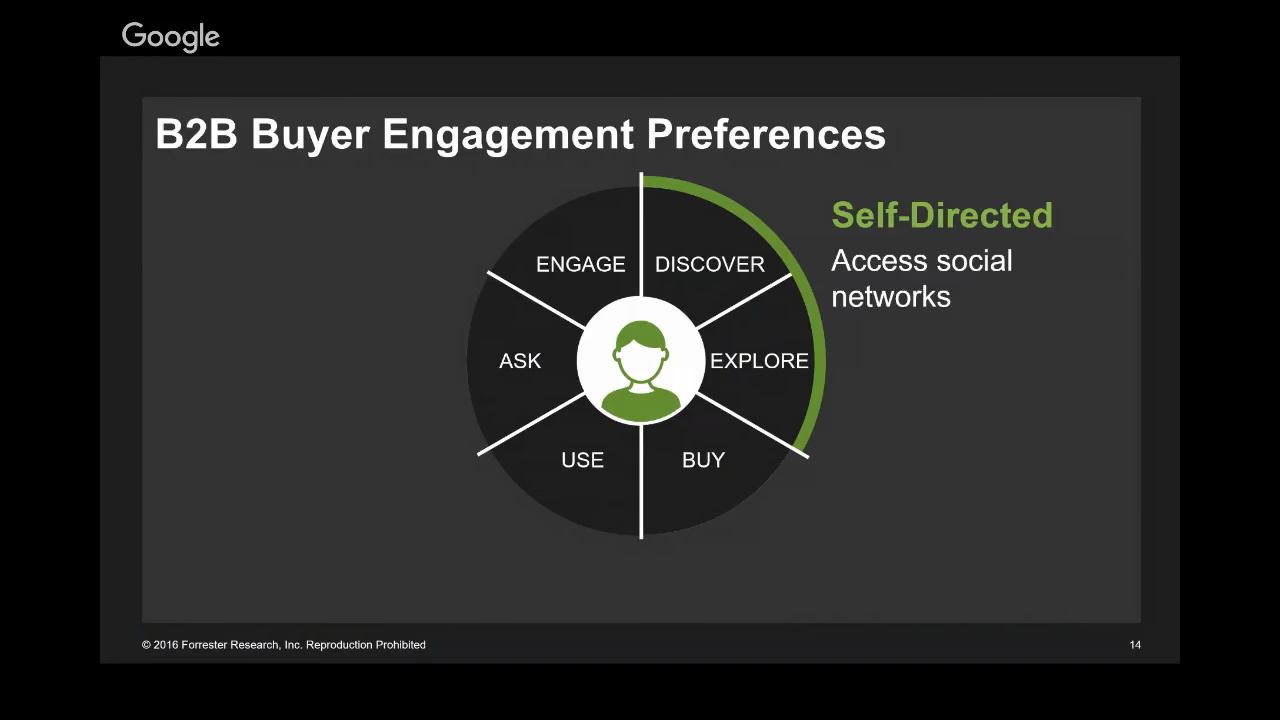 Google
B2B Buyer Engagement Preferences
Self-Directed
Access social
networks
ENGAGE
DISCOVER
ASK
EXPLORE
USE
BUY
© 2016 Forrester Research, Inc. Reproduction Prohibited
14